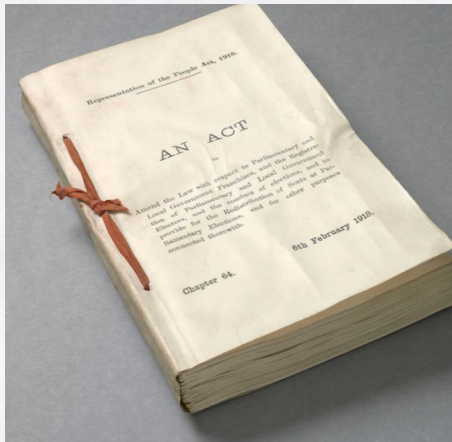 Representation of the People Act, 1918.
AN ACT
TO
Amend the Law with respect to Parliamentary and
Local Government Franchises, and the Registra-
tion of Parliamentary and Local Government
Electors, and the conduct of elections, and to
provide for the Redistribution of Seats at Par-
liamentary Elections, and for other purposes
connected therewith.
6th February 1918.
Chapter 64.